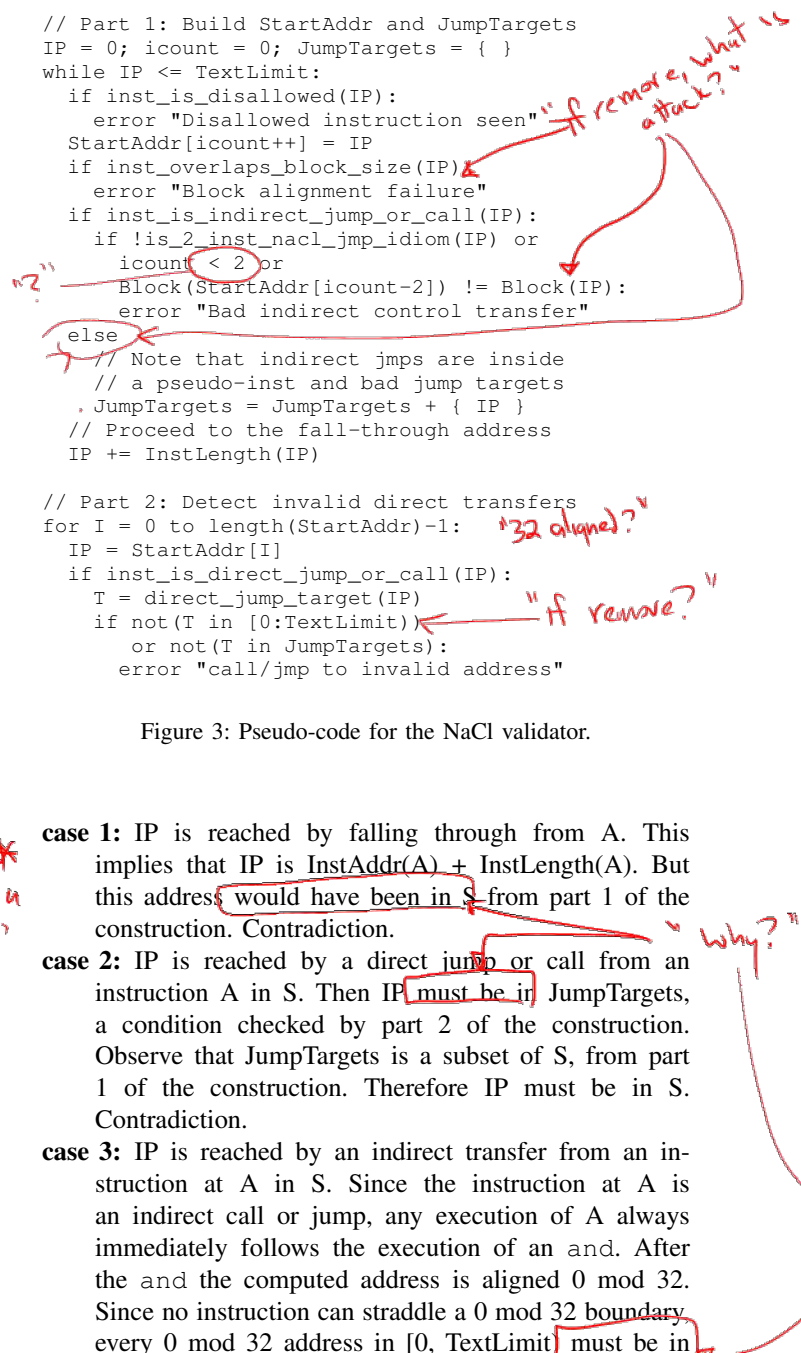 // Part 1: Build StartAddr and JumpTargets
IP = 0; icount = 0; JumpTargets = { }
while IP <= TextLimit:
if inst_is_disallowed(IP):
error "Disallowed instruction seen"
"If remove, what is
attack?"
StartAddr[icount++] = IP
if inst_overlaps_block_size(IP)
error "Block alignment failure"
if inst_is_indirect_jump_or_call(IP):
if !is_2_inst_nacl_jmp_idiom(IP) or
icount < 2 or
"?"
Block(StartAddr[icount-2]) != Block(IP):
error "Bad indirect control transfer"
else
// Note that indirect jmps are inside
// a pseudo-inst and bad jump targets
JumpTargets = JumpTargets + { IP }
// Proceed to the fall-through address
IP += InstLength(IP)
// Part 2: Detect invalid direct transfers
for I = 0 to length(StartAddr)-1:
"32 aligned?"
IP = StartAddr[I]
if inst_is_direct_jump_or_call(IP):
T = direct_jump_target(IP)
"If remove?"
if not(T in [0:TextLimit))
or not(T in JumpTargets):
error "call/jmp to invalid address"
Figure 3: Pseudo-code for the NaCl validator.
case 1: IP is reached by falling through from A. This
implies that IP is InstAddr(A) + InstLength(A). But
this address would have been in S from part 1 of the
construction. Contradiction.
"why?"
case 2: IP is reached by a direct jump or call from an
instruction A in S. Then IP must be in JumpTargets,
a condition checked by part 2 of the construction.
Observe that JumpTargets is a subset of S, from part
1 of the construction. Therefore IP must be in S.
Contradiction.
case 3: IP is reached by an indirect transfer from an in-
struction at A in S. Since the instruction at A is
an indirect call or jump, any execution of A always
immediately follows the execution of an and. After
the and the computed address is aligned 0 mod 32.
Since no instruction can straddle a 0 mod 32 boundary,
every 0 mod 32 address in [0, TextLimit) must be in